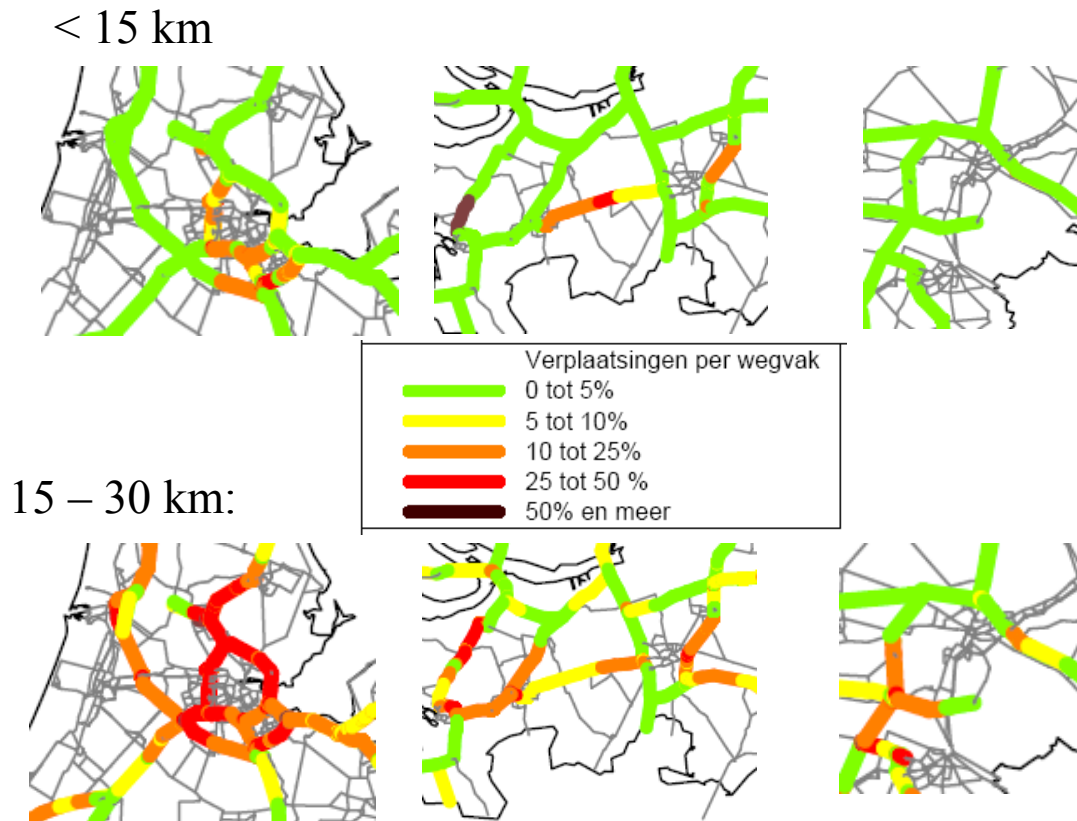 < 15 km
Verplaatsingen per wegvak
0 tot 5%
5 tot 10%
10 tot 25%
25 tot 50 %
50% en meer
15 – 30 km: